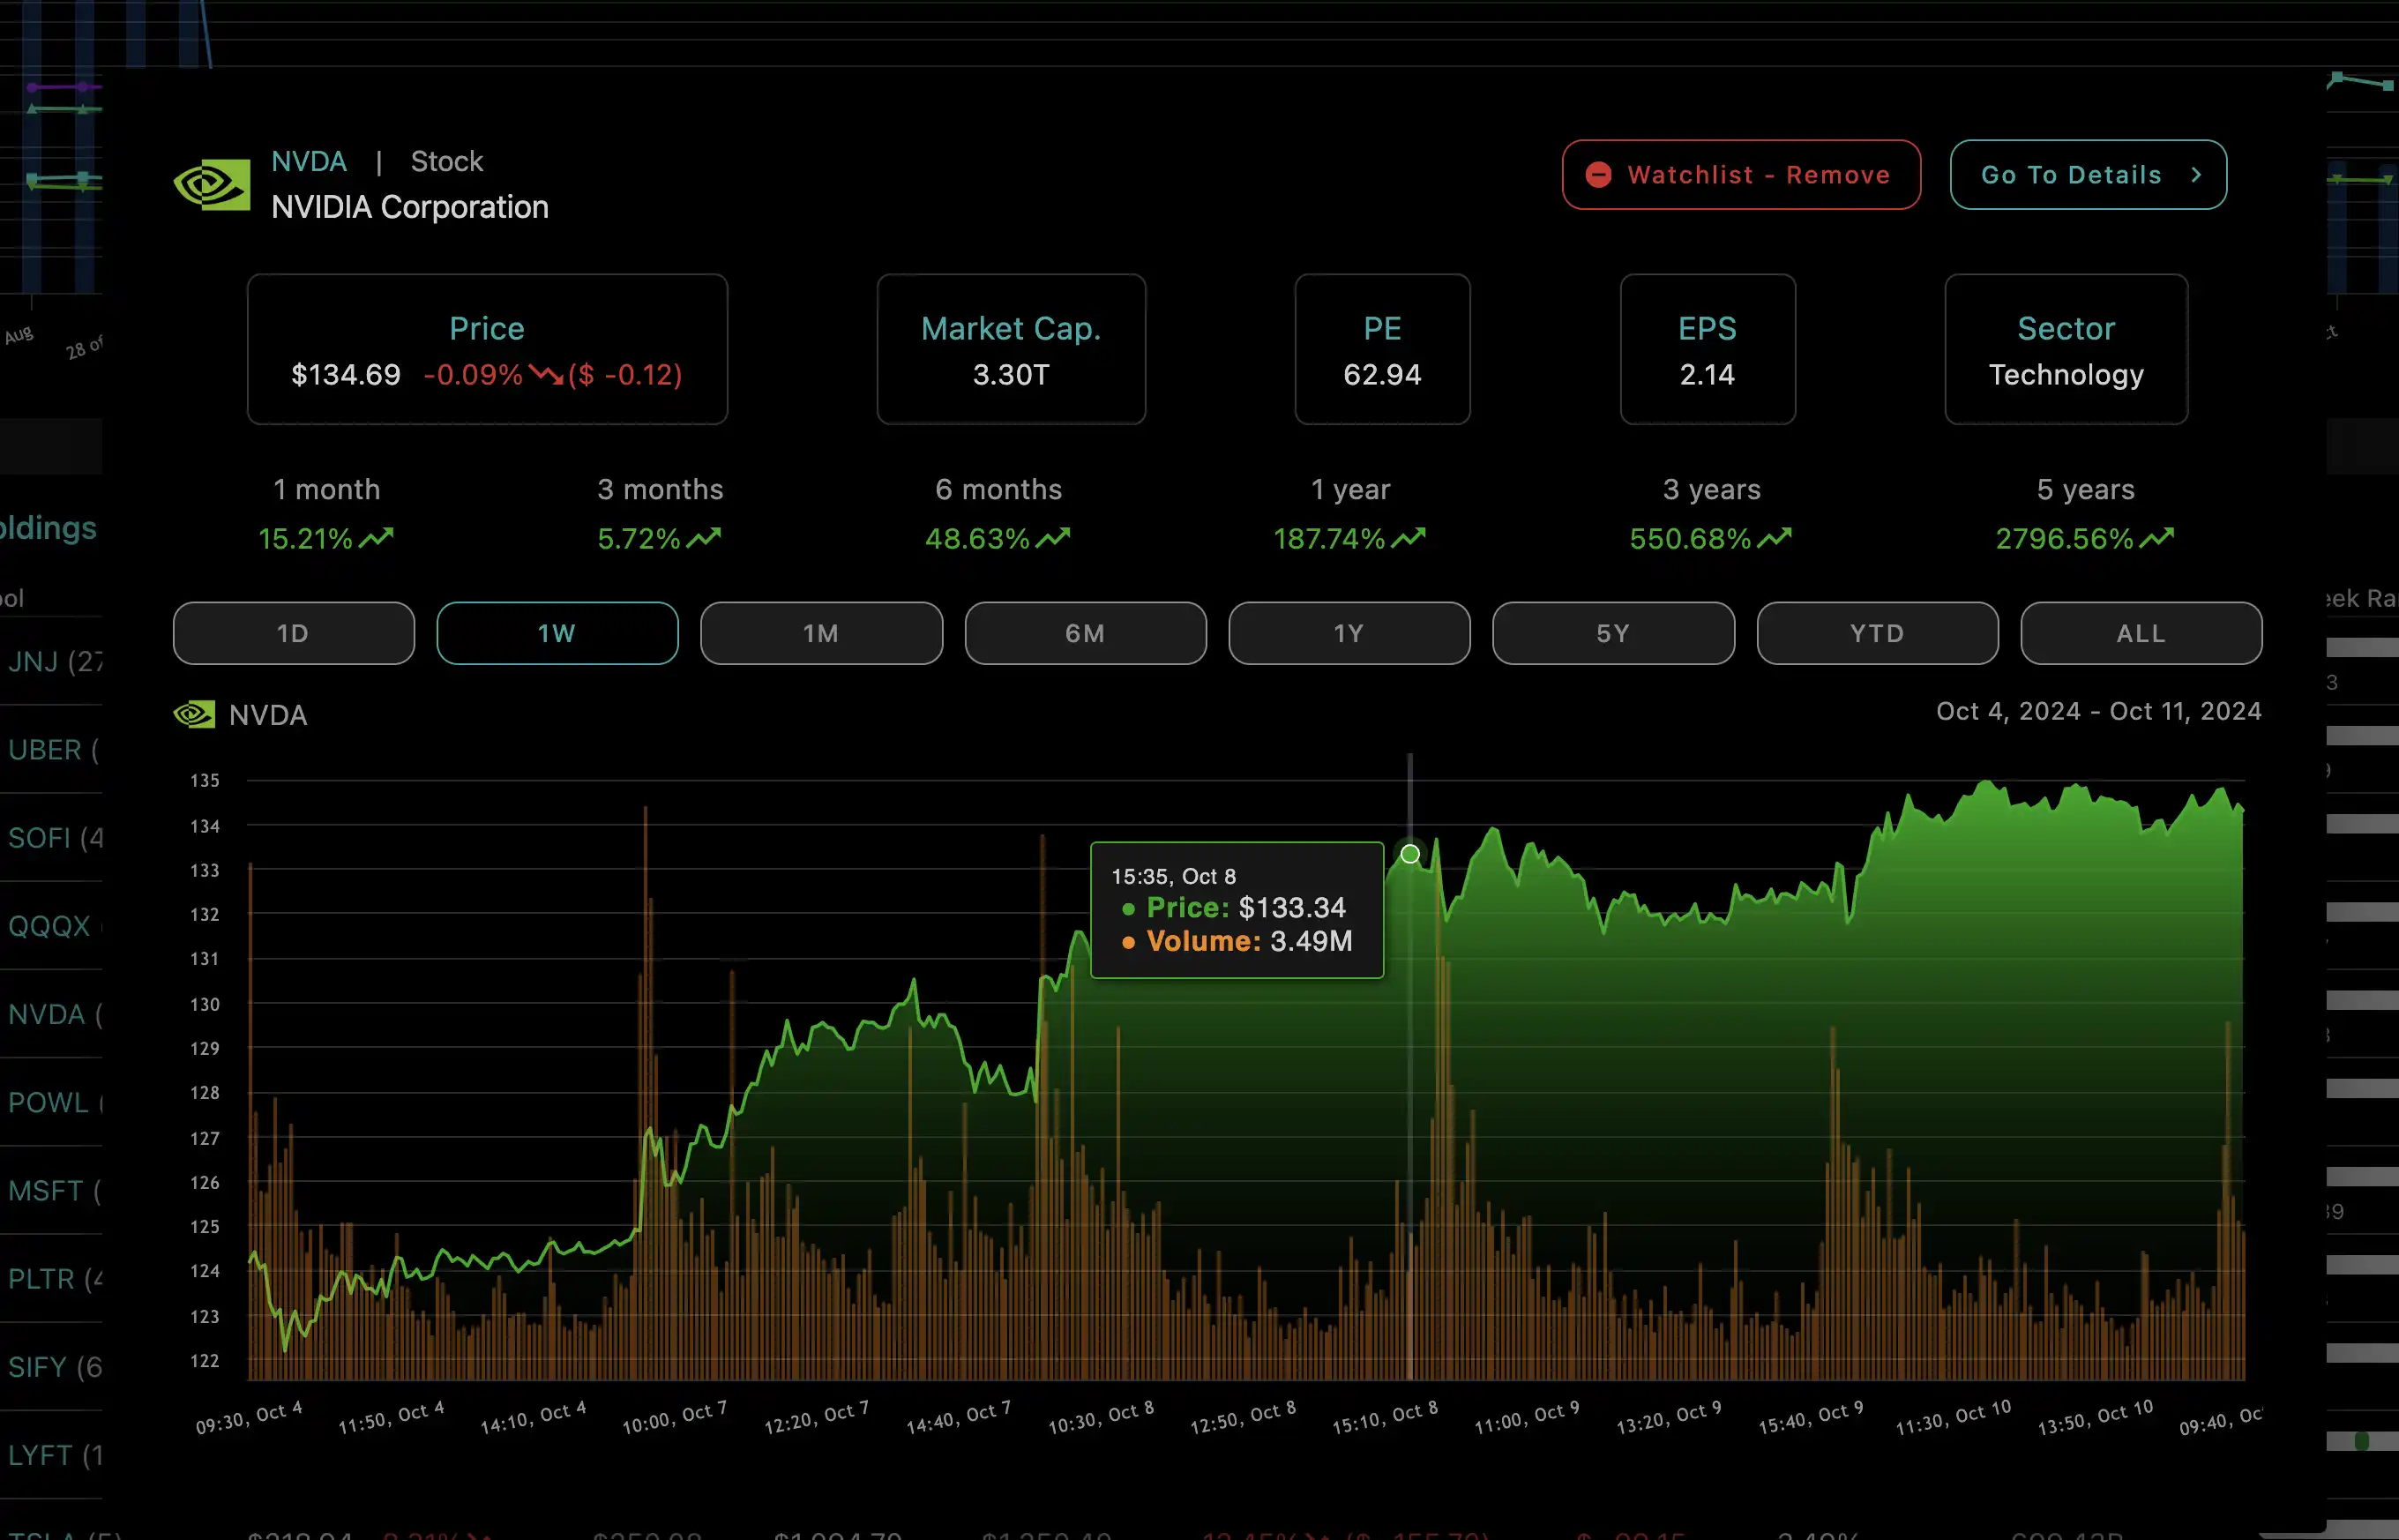 NVDA | Stock
NVIDIA Corporation
Watchlist - Remove
Go To Details
Price
$134.69 -0.09% ($ -0.12)
Market Cap.
3.30T
PE
62.94
EPS
2.14
Sector
Technology
1 month
15.21%
3 months
5.72%
6 months
48.63%
1 year
187.74%
3 years
550.68%
5 years
2796.56%
1D 1W 1M 6M 1Y 5Y YTD ALL
NVDA
Oct 4, 2024 - Oct 11, 2024
135
134
133
132
131
130
129
128
127
126
125
124
123
122
15:35, Oct 8
Price: $133.34
Volume: 3.49M
09:30, Oct 4
11:50, Oct 4
14:10, Oct 4
10:00, Oct 7
12:20, Oct 7
14:40, Oct 7
10:30, Oct 8
12:50, Oct 8
15:10, Oct 8
11:00, Oct 9
13:20, Oct 9
15:40, Oct 9
11:30, Oct 10
13:50, Oct 10
09:40, Oc
Aug
28 of
oldings
ool
JNJ (27
UBER (
SOFI (4
QQQX
NVDA (
POWL (
MSFT (
PLTR (4
SIFY (6
LYFT (1
eek Ra